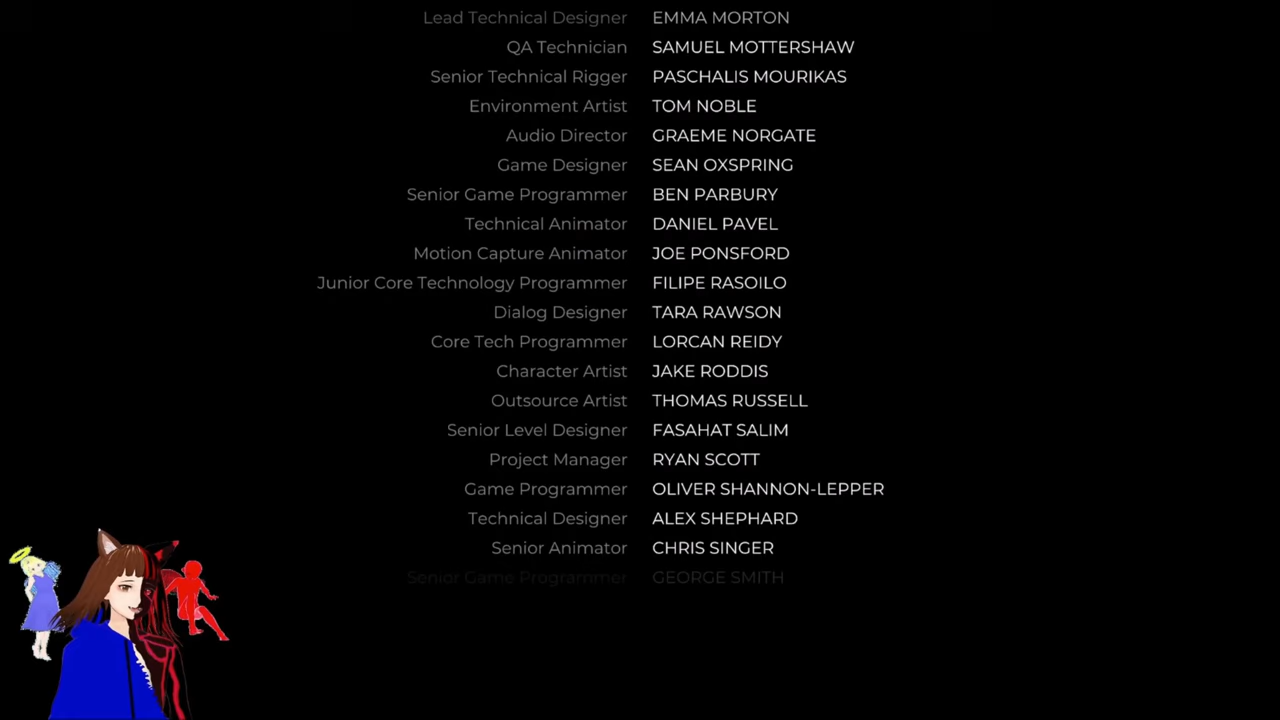 Lead Technical Designer EMMA MORTON
QA Technician SAMUEL MOTTERSHAW
Senior Technical Rigger PASCHALIS MOURIKAS
Environment Artist TOM NOBLE
Audio Director GRAEME NORGATE
Game Designer SEAN OXSPRING
Senior Game Programmer BEN PARBURY
Technical Animator DANIEL PAVEL
Motion Capture Animator JOE PONSFORD
Junior Core Technology Programmer FILIPE RASOILO
Dialog Designer TARA RAWSON
Core Tech Programmer LORCAN REIDY
Character Artist JAKE RODDIS
Outsource Artist THOMAS RUSSELL
Senior Level Designer FASAHAT SALIM
Project Manager RYAN SCOTT
Game Programmer OLIVER SHANNON-LEPPER
Technical Designer ALEX SHEPHARD
Senior Animator CHRIS SINGER
Senior Game Programmer GEORGE SMITH